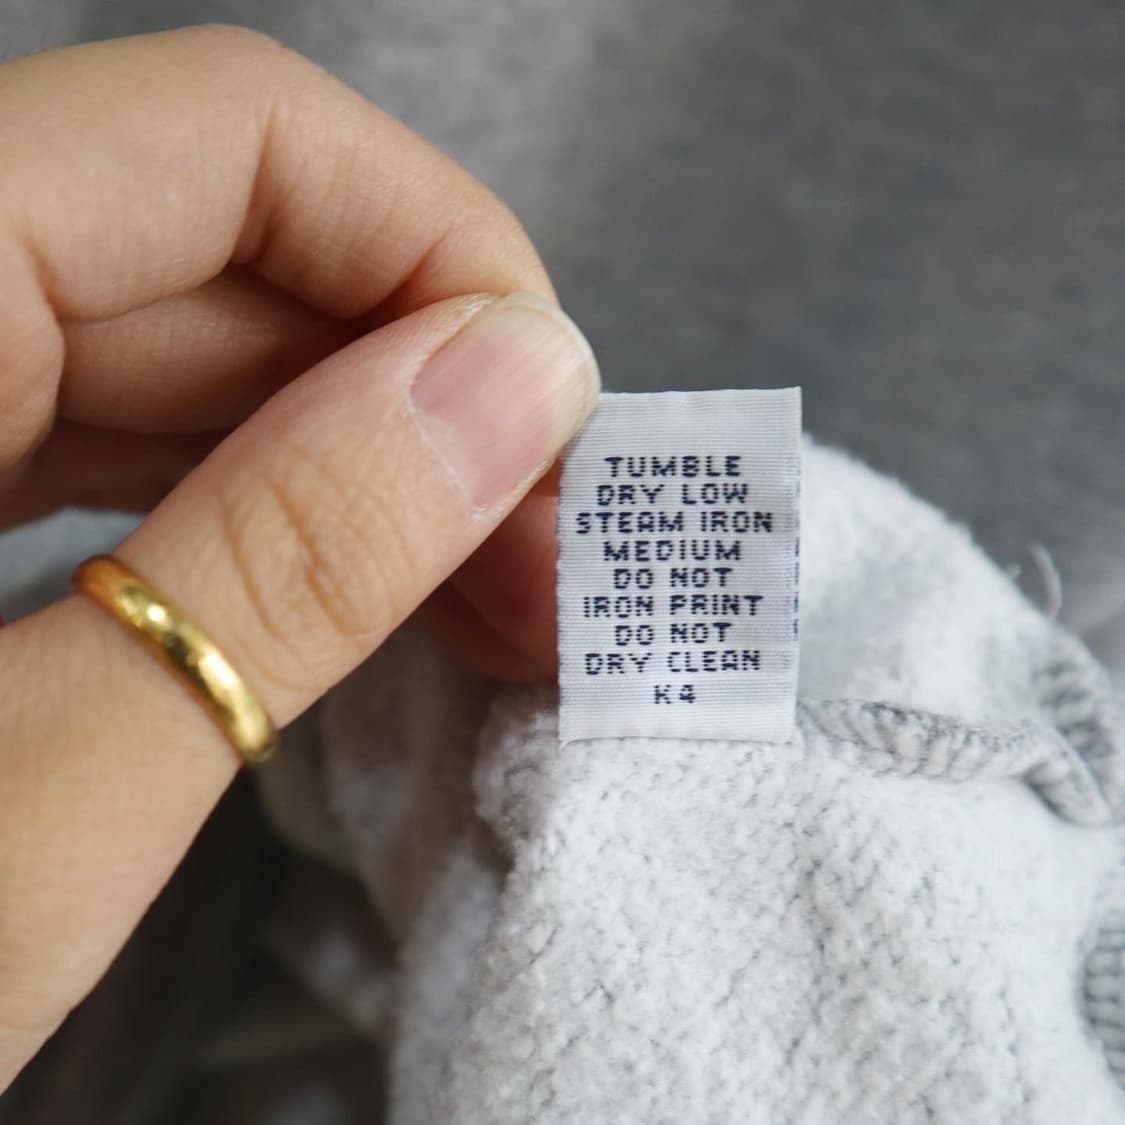 TUMBLE
DRY LOW
STEAM IRON
MEDIUM
DO NOT
IRON PRINT
DO NOT
DRY CLEAN
K4